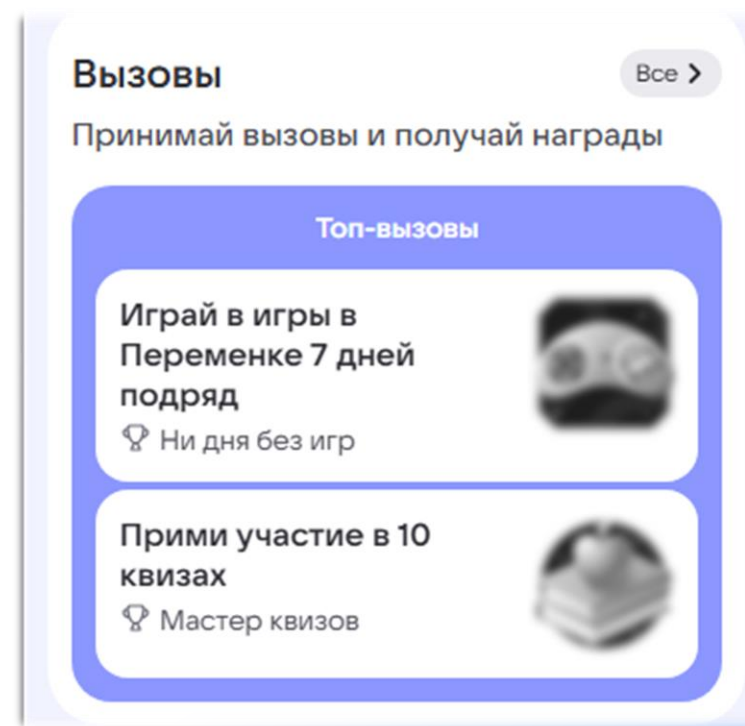 Вызовы
Все
Принимай вызовы и получай награды
Топ-вызовы
Играй в игры в
Переменке 7 дней
подряд
Ни дня без игр
Прими участие в 10
квизах
Мастер квизов